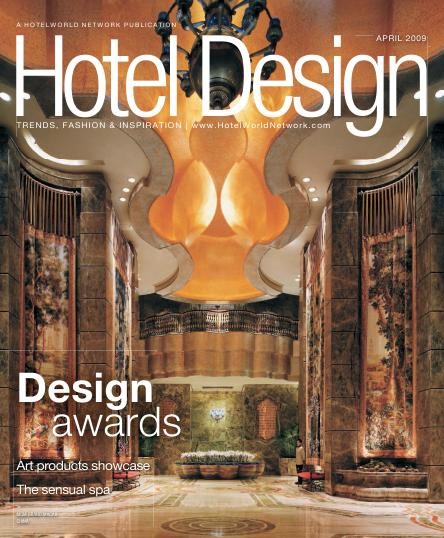 A HOTELWORLD NETWORK PUBLICATION
APRIL 2009
Hotel Design
TRENDS, FASHION & INSPIRATION | www.HotelWorldNetwork.com
Design
awards
Art products showcase
The sensual spa